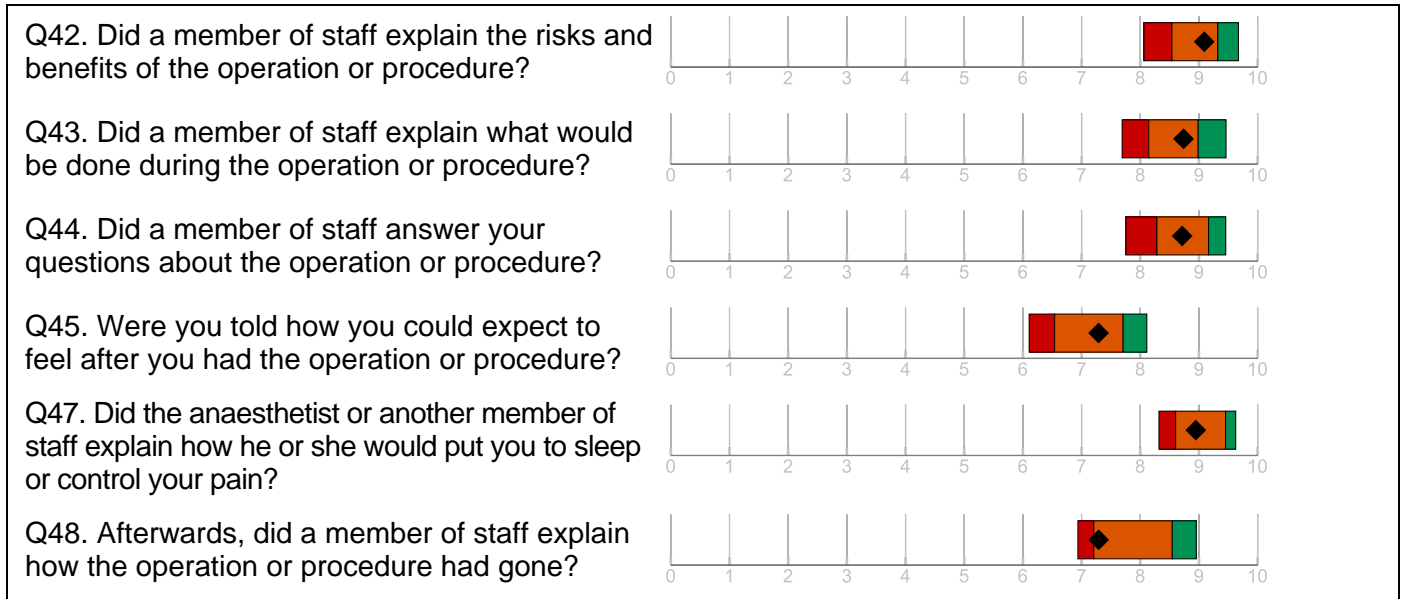 Q42. Did a member of staff explain the risks and
benefits of the operation or procedure?
0 1 2 3 4 5 6 7 8 9 10
Q43. Did a member of staff explain what would
be done during the operation or procedure?
0 1 2 3 4 5 6 7 8 9 10
Q44. Did a member of staff answer your
questions about the operation or procedure?
0 1 2 3 4 5 6 7 8 9 10
Q45. Were you told how you could expect to
feel after you had the operation or procedure?
0 1 2 3 4 5 6 7 8 9 10
Q47. Did the anaesthetist or another member of
staff explain how he or she would put you to sleep
or control your pain?
0 1 2 3 4 5 6 7 8 9 10
Q48. Afterwards, did a member of staff explain
how the operation or procedure had gone?
0 1 2 3 4 5 6 7 8 9 10